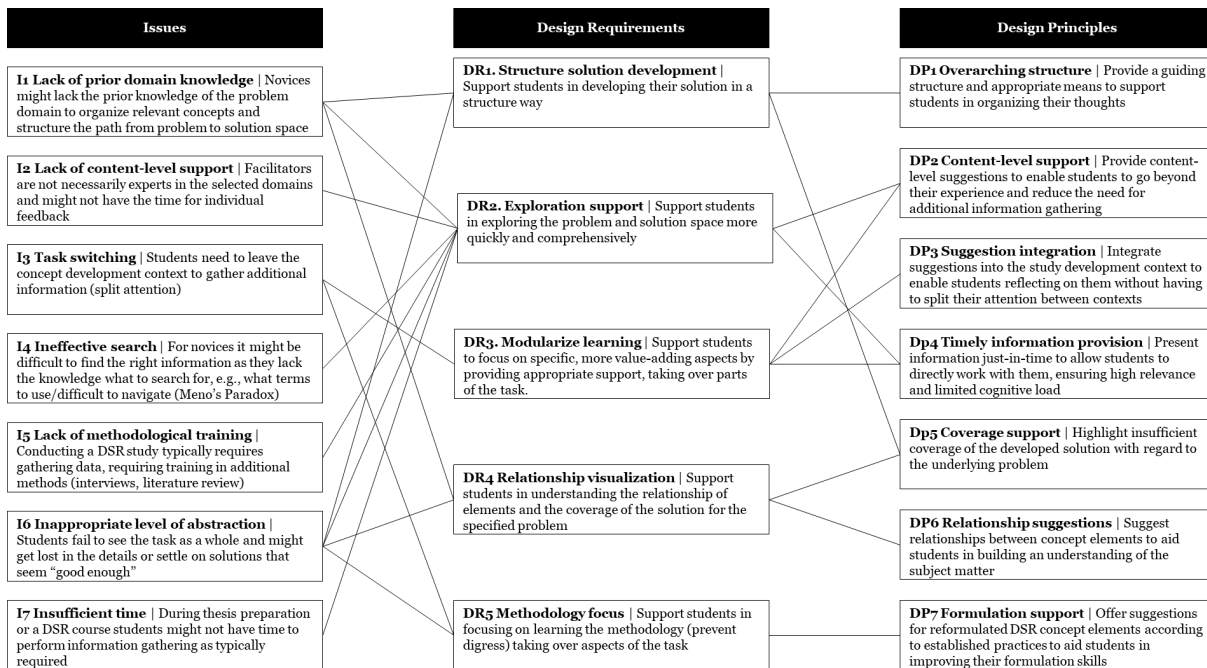 Issues
I1 Lack of prior domain knowledge | Novices
might lack the prior knowledge of the problem
domain to organize relevant concepts and
structure the path from problem to solution space
I2 Lack of content-level support | Facilitators
are not necessarily experts in the selected domains
and might not have the time for individual
feedback
I3 Task switching | Students need to leave the
concept development context to gather additional
information (split attention)
I4 Ineffective search | For novices it might be
difficult to find the right information as they lack
the knowledge what to search for, e.g., what terms
to use/difficult to navigate (Meno's Paradox)
I5 Lack of methodological training |
Conducting a DSR study typically requires
gathering data, requiring training in additional
methods (interviews, literature review)
I6 Inappropriate level of abstraction |
Students fail to see the task as a whole and might
get lost in the details or settle on solutions that
seem “good enough”
I7 Insufficient time | During thesis preparation
or a DSR course students might not have time to
perform information gathering as typically
required
Design Requirements
DR1. Structure solution development |
Support students in developing their solution in a
structure way
DR2. Exploration support | Support students
in exploring the problem and solution space more
quickly and comprehensively
DR3. Modularize learning | Support students
to focus on specific, more value-adding aspects by
providing appropriate support, taking over parts
of the task.
DR4 Relationship visualization | Support
students in understanding the relationship of
elements and the coverage of the solution for the
specified problem
DR5 Methodology focus | Support students in
focusing on learning the methodology (prevent
digress) taking over aspects of the task
Design Principles
DP1 Overarching structure | Provide a guiding
structure and appropriate means to support
students in organizing their thoughts
DP2 Content-level support | Provide content-
level suggestions to enable students to go beyond
their experience and reduce the need for
additional information gathering
DP3 Suggestion integration | Integrate
suggestions into the study development context to
enable students reflecting on them without having
to split their attention between contexts
Dp4 Timely information provision | Present
information just-in-time to allow students to
directly work with them, ensuring high relevance
and limited cognitive load
Dp5 Coverage support | Highlight insufficient
coverage of the developed solution with regard to
the underlying problem
DP6 Relationship suggestions | Suggest
relationships between concept elements to aid
students in building an understanding of the
subject matter
DP7 Formulation support | Offer suggestions
for reformulated DSR concept elements according
to established practices to aid students in
improving their formulation skills